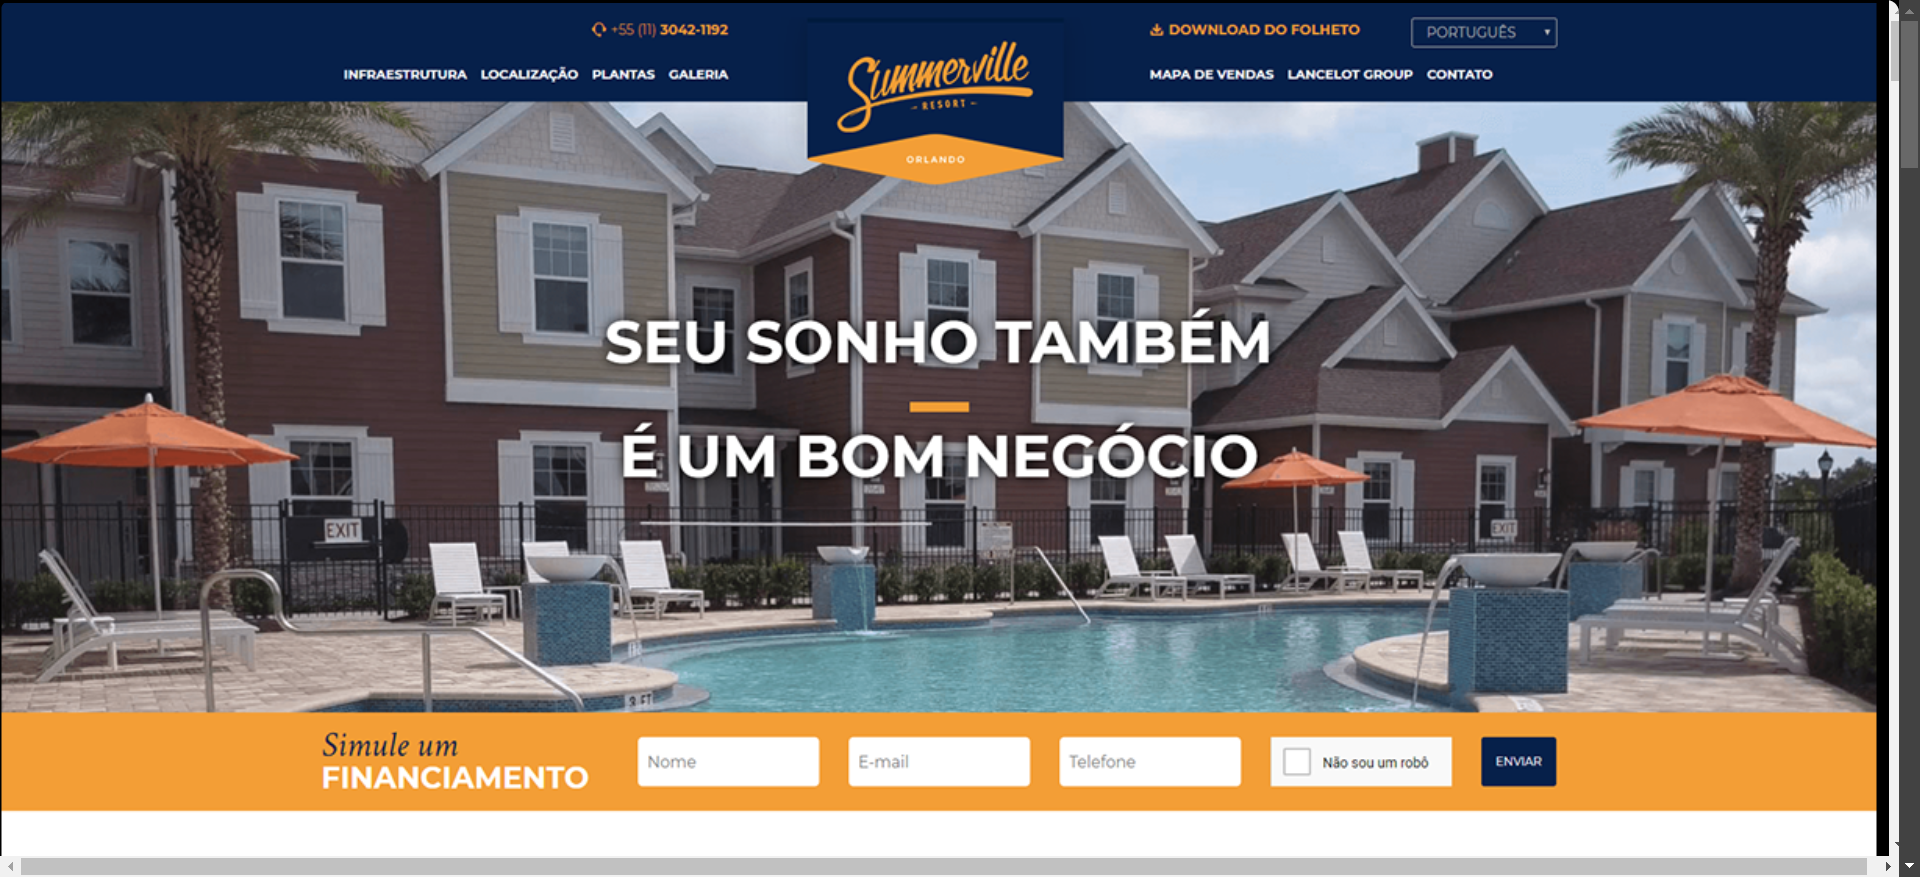 +55 (11) 3042-1192
DOWNLOAD DO FOLHETO
PORTUGUÊS
INFRAESTRUTURA LOCALIZAÇÃO PLANTAS GALERIA
Summerville
RESORT
ORLANDO
MAPA DE VENDAS LANCELOT GROUP CONTATO
SEU SONHO TAMBÉM
É UM BOM NEGÓCIO
EXIT
EXIT
3 FT
Simule um
FINANCIAMENTO
Nome
E-mail
Telefone
Não sou um robô
ENVIAR